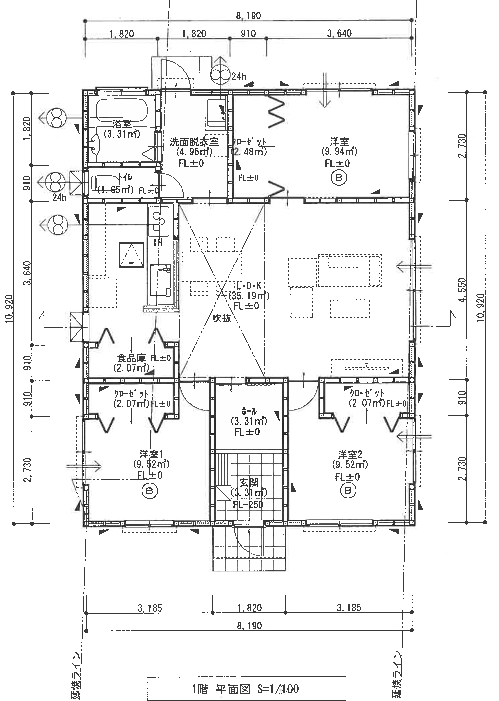 8,190
1,820 1,820 910 3,640
24h
浴室
(3.31㎡)
洗面脱衣室
(4.96㎡)
FL±0
クローゼット
(2.48㎡)
FL±0
洋室
(9.94㎡)
FL±0
B
トイレ
(1.65㎡)
FL±0
24h
IH
L・D・K
(35.19㎡)
FL±0
吹抜
食品庫 FL±0
(2.07㎡)
クローゼット
(2.07㎡) FL±0
ホール
(3.31㎡)
FL±0
クローゼット
(2.07㎡) FL±0
洋室1
(9.52㎡)
FL±0
B
玄関
(3.31㎡)
FL-250
洋室2
(9.52㎡)
FL±0
B
10,920
1,820
910
3,640
910
910
2,730
2,730
4,550
910
2,730
10,920
3,185 1,820 3,185
8,190
延焼ライン
延焼ライン
1階 平面図 S=1/100